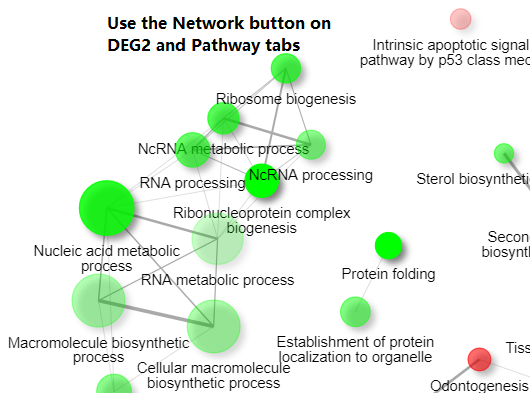 Use the Network button on
DEG2 and Pathway tabs
Intrinsic apoptotic signal
pathway by p53 class med
Ribosome biogenesis
NcRNA metabolic process
RNA processing
NcRNA processing
Sterol biosyntheti
Ribonucleoprotein complex
biogenesis
Nucleic acid metabolic
process
RNA metabolic process
Secon
biosynth
Protein folding
Macromolecule biosynthetic
process
Establishment of protein
localization to organelle
Cellular macromolecule
biosynthetic process
Tiss
Odontogenesis